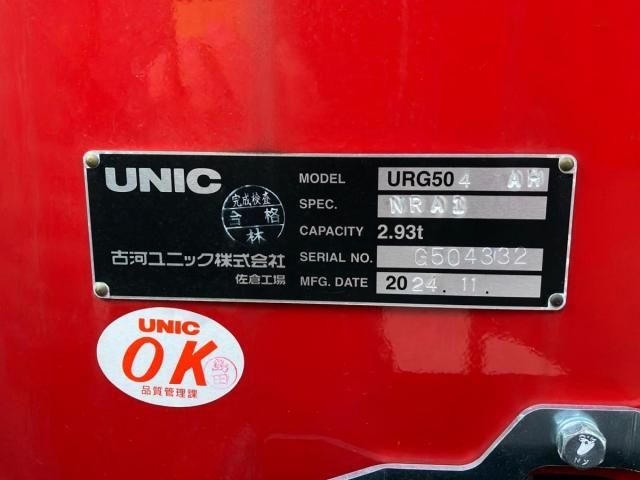 UNIC
完成検査
合格
林
古河ユニック株式会社
佐倉工場
MODEL URG504 AH
SPEC.
CAPACITY 2.93t
SERIAL NO. G504332
MFG. DATE 2024.11.
UNIC
OK
品質管理課